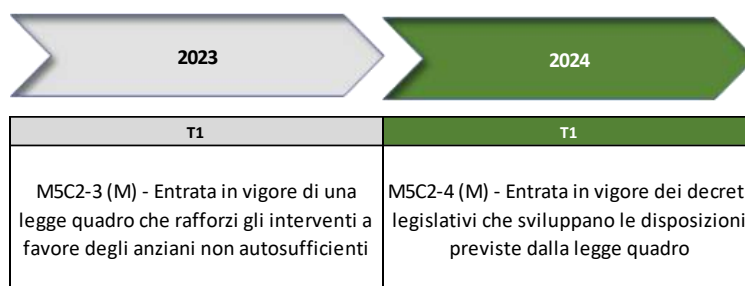 2023
2024
T1
T1
M5C2-3 (M) - Entrata in vigore di una
legge quadro che rafforzi gli interventi a
favore degli anziani non autosufficienti
M5C2-4 (M) - Entrata in vigore dei decret
legislativi che sviluppano le disposizioni
previste dalla legge quadro